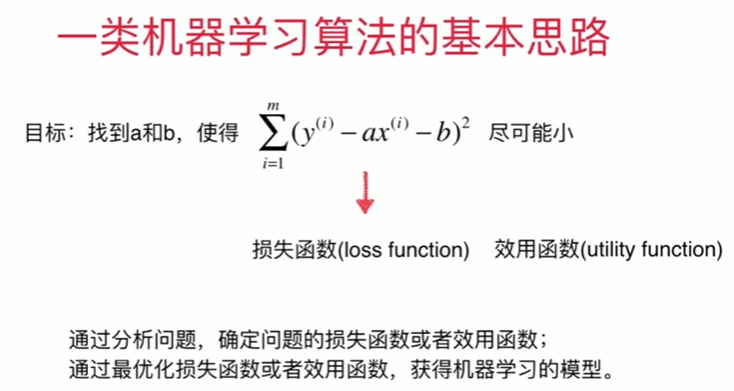 一类机器学习算法的基本思路
目标：找到a和b，使得 $\sum_{i=1}^{m}(y^{(i)} - ax^{(i)} - b)^2$ 尽可能小
损失函数(loss function) 效用函数(utility function)
通过分析问题，确定问题的损失函数或者效用函数；
通过最优化损失函数或者效用函数，获得机器学习的模型。